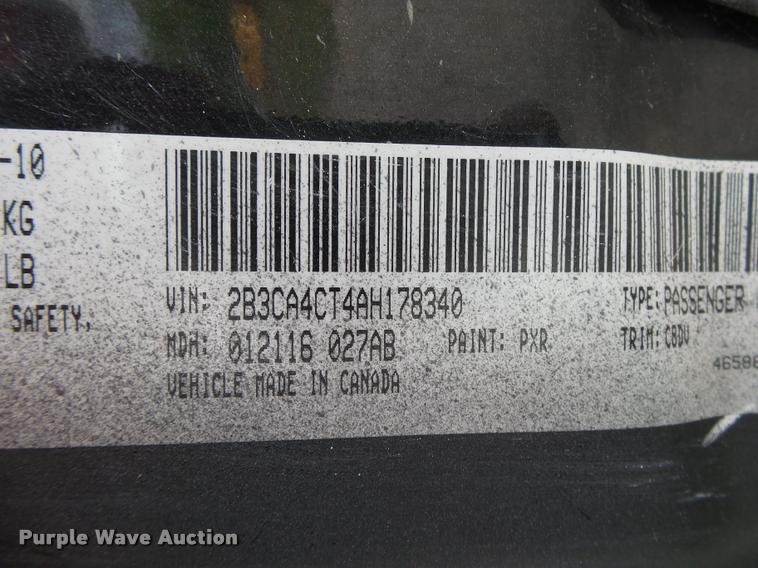 -10
KG
LB
SAFETY,
VIN: 2B3CA4CT4AH178340 TYPE: PASSENGER
MDH: 012116 027AB PAINT: PXR TRIM: CBDV
VEHICLE MADE IN CANADA 46588
Purple Wave Auction